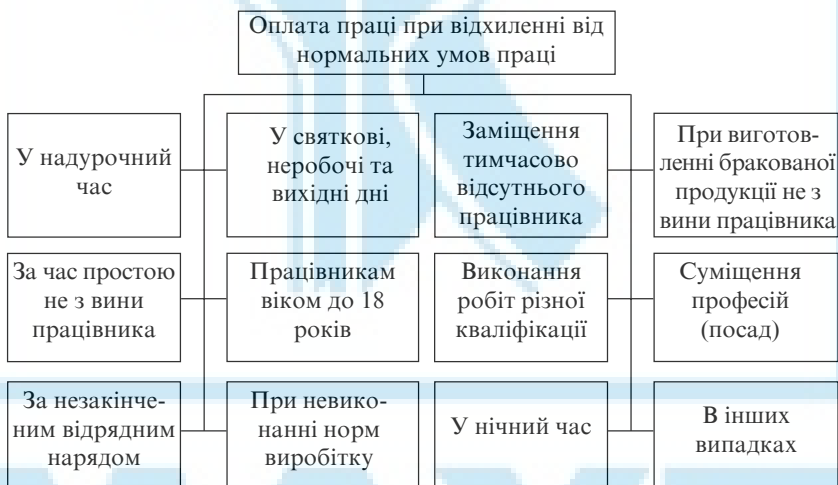 Оплата праці при відхиленні від
нормальних умов праці
У надурочний
час
У святкові,
неробочі та
вихідні дні
Заміщення
тимчасово
відсутнього
працівника
При виготов-
ленні бракованої
продукції не з
вини працівника
За час простою
не з вини
працівника
Працівникам
віком до 18
років
Виконання
робіт різної
кваліфікації
Суміщення
професій
(посад)
За незакінче-
ним відрядним
нарядом
При невико-
нанні норм
виробітку
У нічний час
В інших
випадках